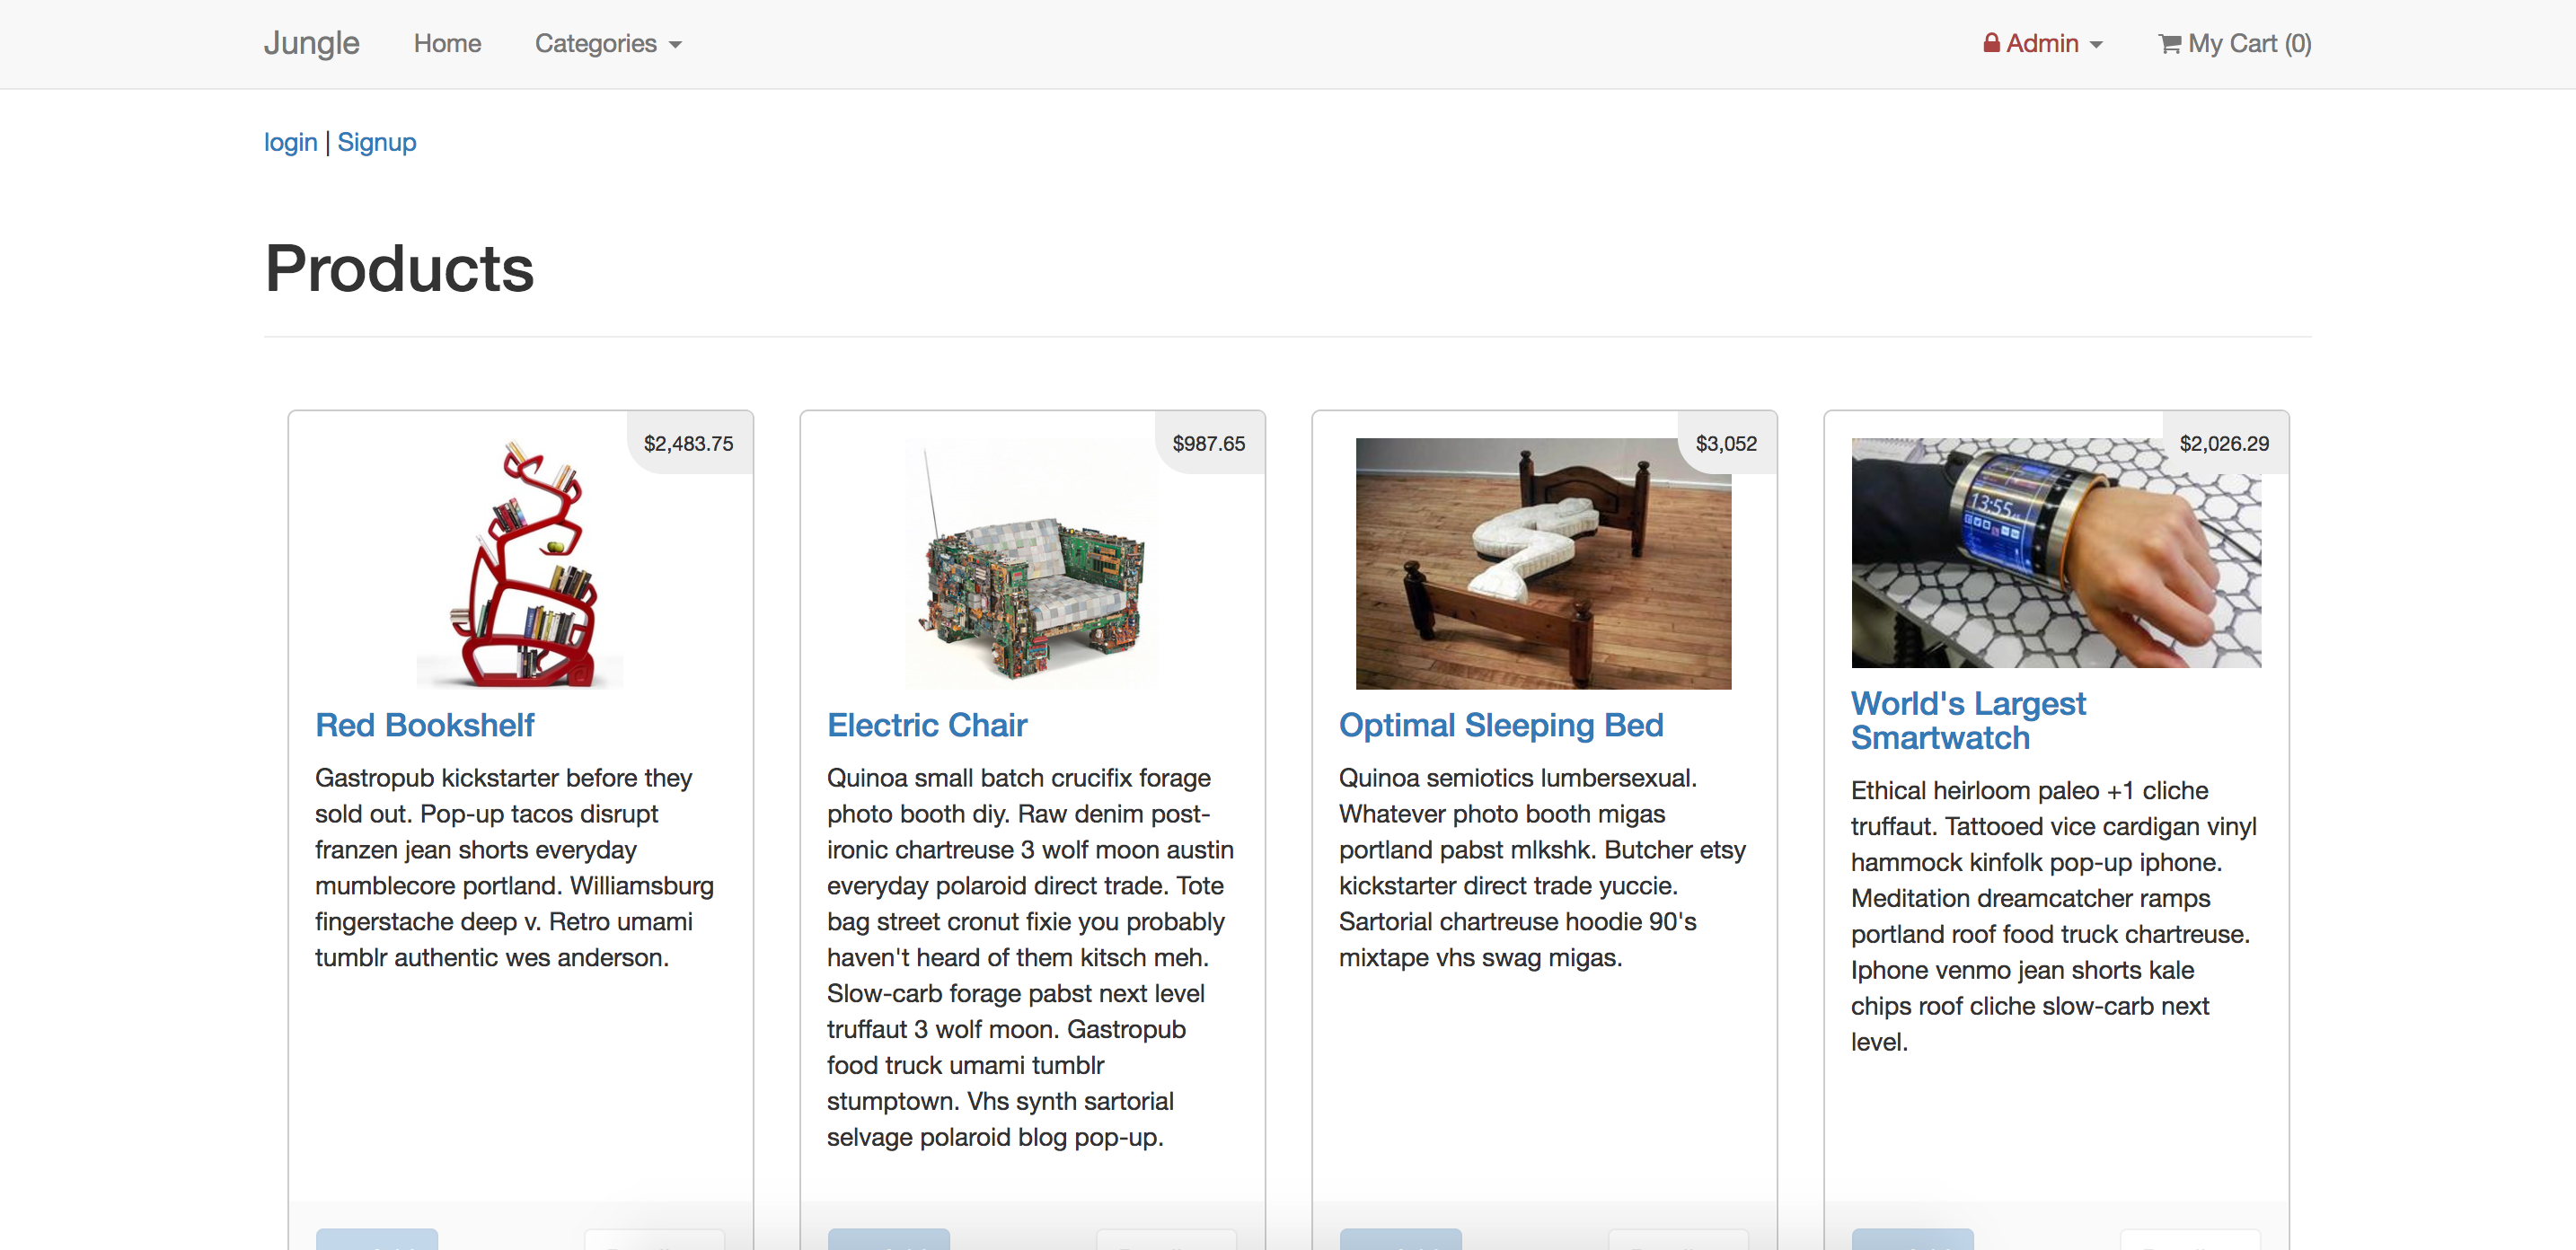 Jungle Home Categories Admin My Cart (0)
login | Signup
Products
$2,483.75
Red Bookshelf
Gastropub kickstarter before they
sold out. Pop-up tacos disrupt
franzen jean shorts everyday
mumblecore portland. Williamsburg
fingerstache deep v. Retro umami
tumblr authentic wes anderson.
$987.65
Electric Chair
Quinoa small batch crucifix forage
photo booth diy. Raw denim post-
ironic chartreuse 3 wolf moon austin
everyday polaroid direct trade. Tote
bag street cronut fixie you probably
haven't heard of them kitsch meh.
Slow-carb forage pabst next level
truffaut 3 wolf moon. Gastropub
food truck umami tumblr
stumptown. Vhs synth sartorial
selvage polaroid blog pop-up.
$3,052
Optimal Sleeping Bed
Quinoa semiotics lumbersexual.
Whatever photo booth migas
portland pabst mlkshk. Butcher etsy
kickstarter direct trade yuccie.
Sartorial chartreuse hoodie 90's
mixtape vhs swag migas.
$2,026.29
13:55
World's Largest
Smartwatch
Ethical heirloom paleo +1 cliche
truffaut. Tattooed vice cardigan vinyl
hammock kinfolk pop-up iphone.
Meditation dreamcatcher ramps
portland roof food truck chartreuse.
Iphone venmo jean shorts kale
chips roof cliche slow-carb next
level.